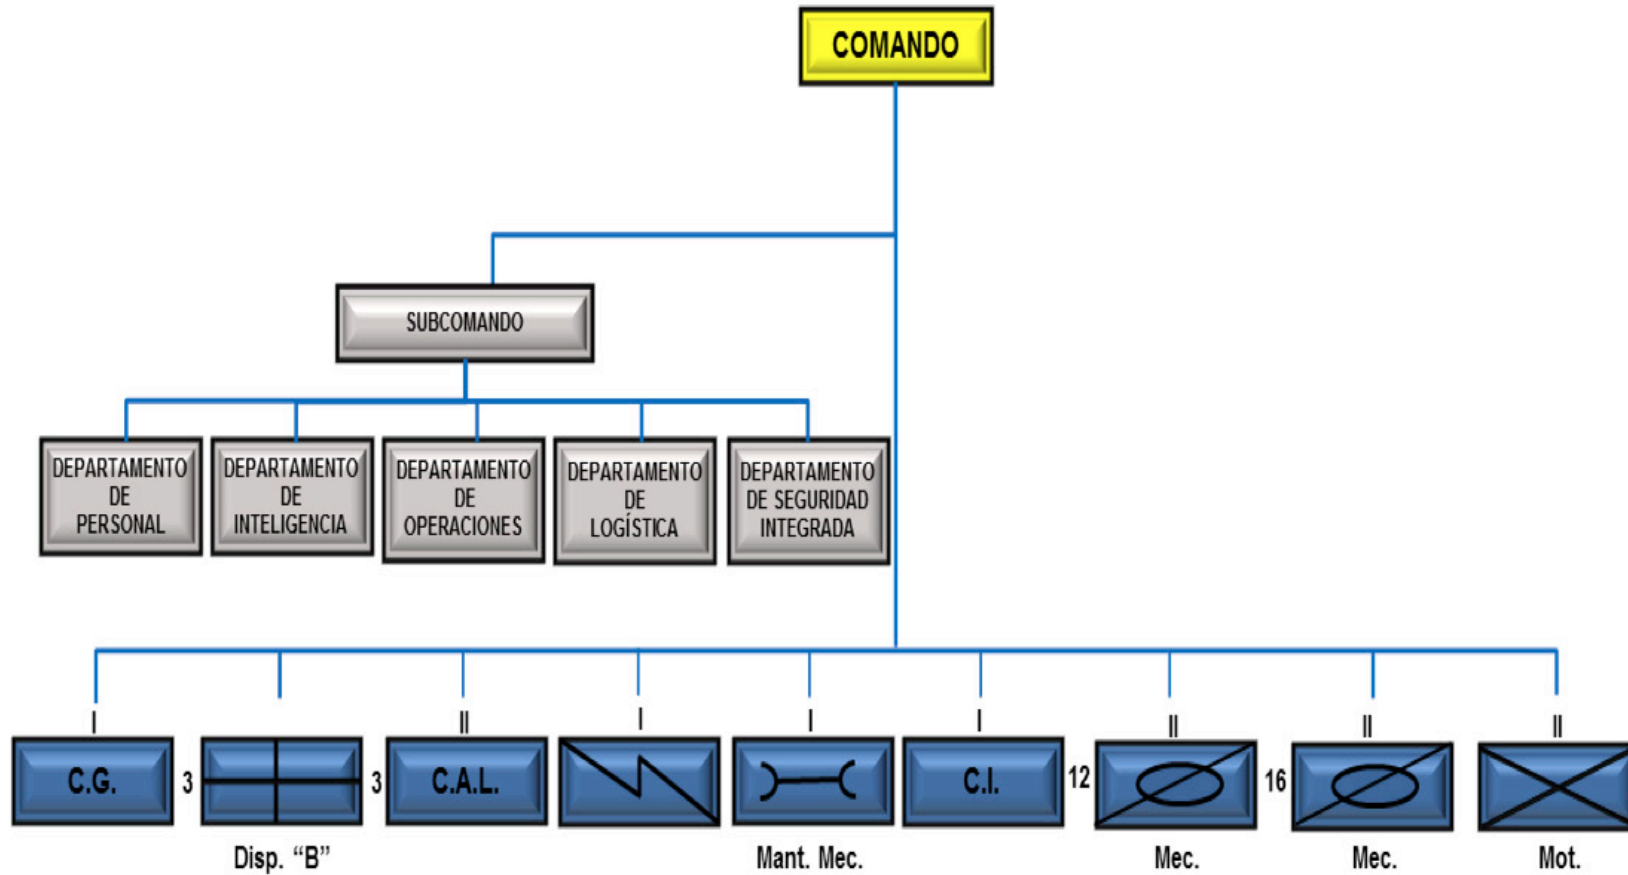 COMANDO
SUBCOMANDO
DEPARTAMENTO
DE
PERSONAL
DEPARTAMENTO
DE
INTELIGENCIA
DEPARTAMENTO
DE
OPERACIONES
DEPARTAMENTO
DE
LOGÍSTICA
DEPARTAMENTO
DE SEGURIDAD
INTEGRADA
I
II
I
I
I
II
II
II
C.G.
3
3
C.A.L.
C.I.
12
16
Disp. “B”
Mant. Mec.
Mec.
Mec.
Mot.